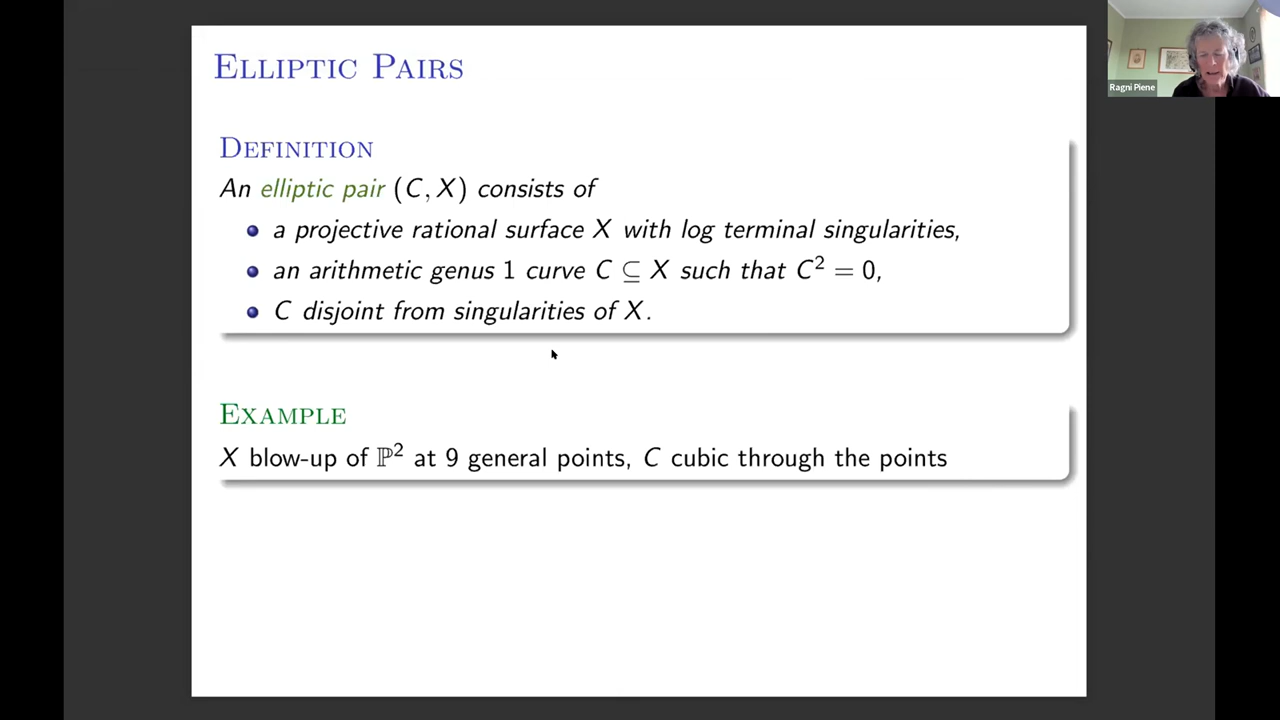 Elliptic Pairs
Definition
An elliptic pair (C, X) consists of
a projective rational surface X with log terminal singularities,
an arithmetic genus 1 curve C ⊆ X such that C² = 0,
C disjoint from singularities of X.
Example
X blow-up of ℙ² at 9 general points, C cubic through the points
Ragni Piene